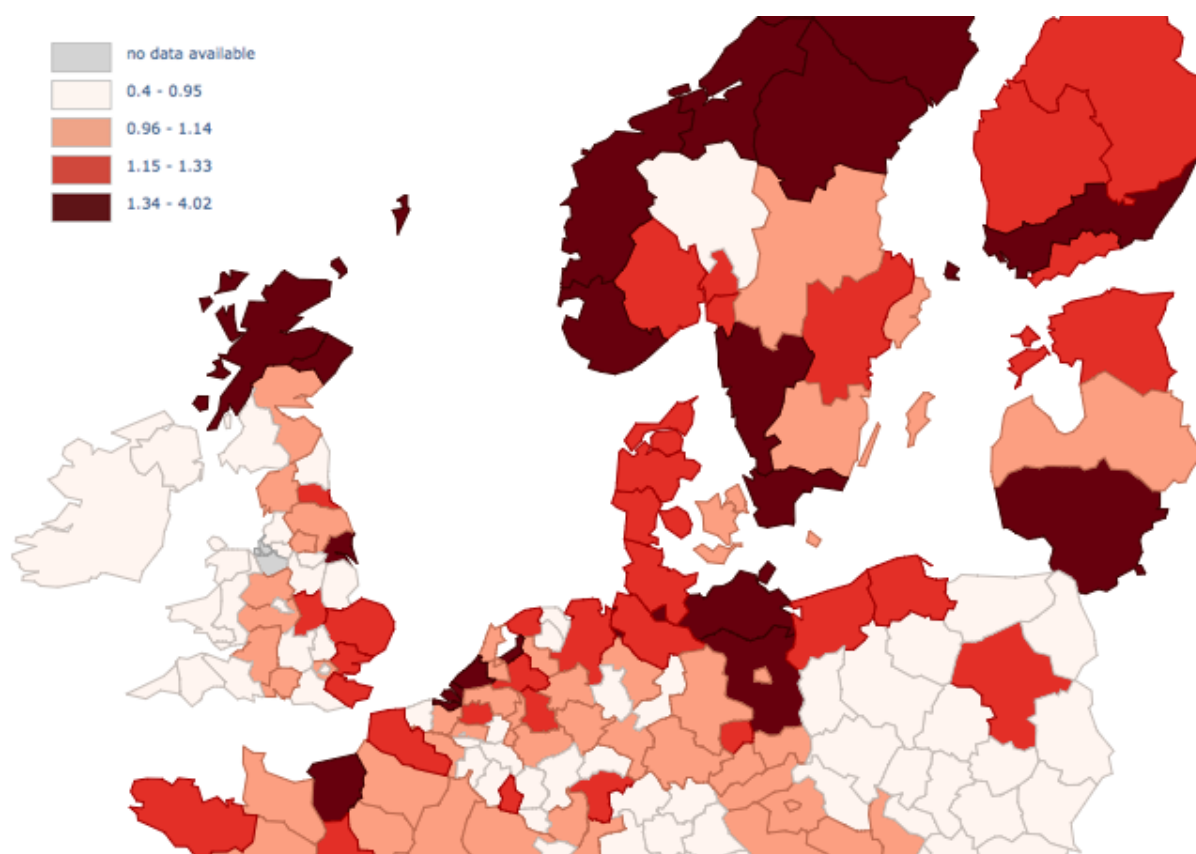 no data available
0.4 - 0.95
0.96 - 1.14
1.15 - 1.33
1.34 - 4.02